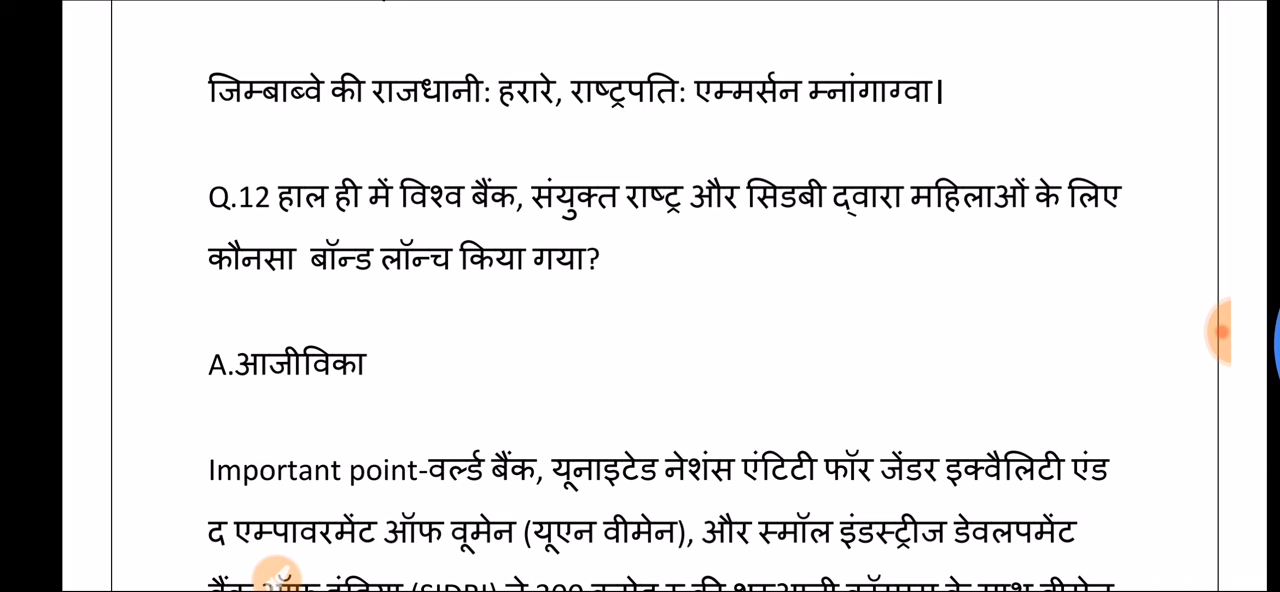 जिम्बाब्वे की राजधानी: हरारे, राष्ट्रपति: एम्मर्सन म्नांगाग्वा।
Q.12 हाल ही में विश्व बैंक, संयुक्त राष्ट्र और सिडबी द्वारा महिलाओं के लिए
कौनसा बॉन्ड लॉन्च किया गया?
A.आजीविका
Important point-वर्ल्ड बैंक, यूनाइटेड नेशंस एंटिटी फॉर जेंडर इक्वैलिटी एंड
द एम्पावरमेंट ऑफ वूमेन (यूएन वीमेन), और स्मॉल इंडस्ट्रीज डेवलपमेंट